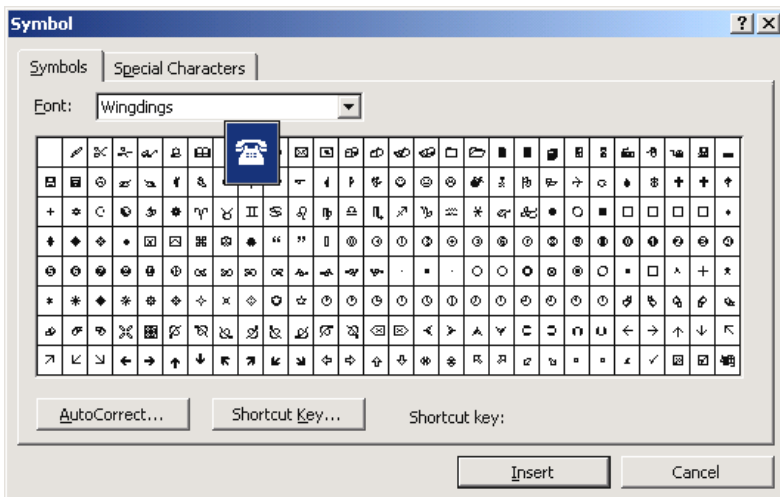 Symbol
Symbols
Special Characters
Font:
Wingdings
AutoCorrect...
Shortcut Key...
Shortcut key:
Insert
Cancel